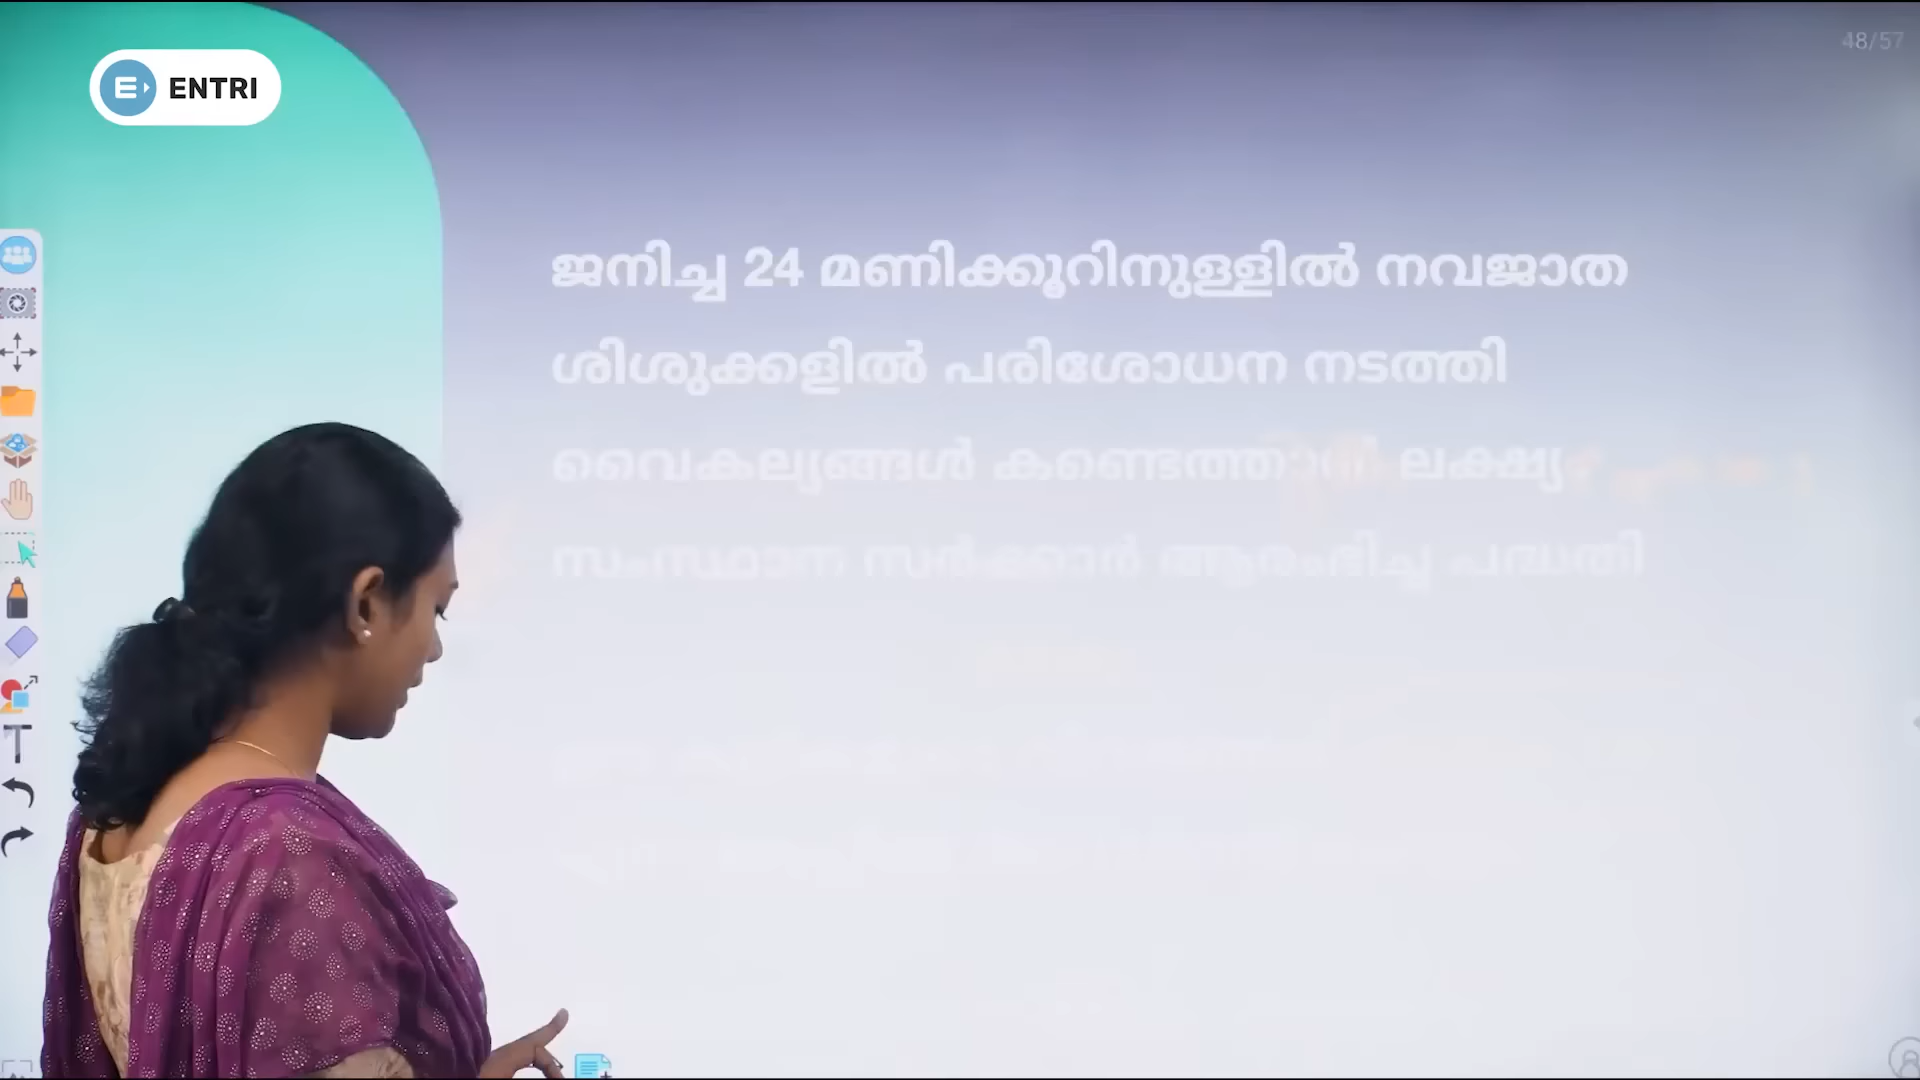 ENTRI
48/57
ജനിച്ച 24 മണിക്കൂറിനുള്ളിൽ നവജാത
ശിശുക്കളിൽ പരിശോധന നടത്തി
വൈകല്യങ്ങൾ കണ്ടെത്താൻ ലക്ഷ്യ
സംസ്ഥാന സർക്കാർ ആരംഭിച്ച പദ്ധതി